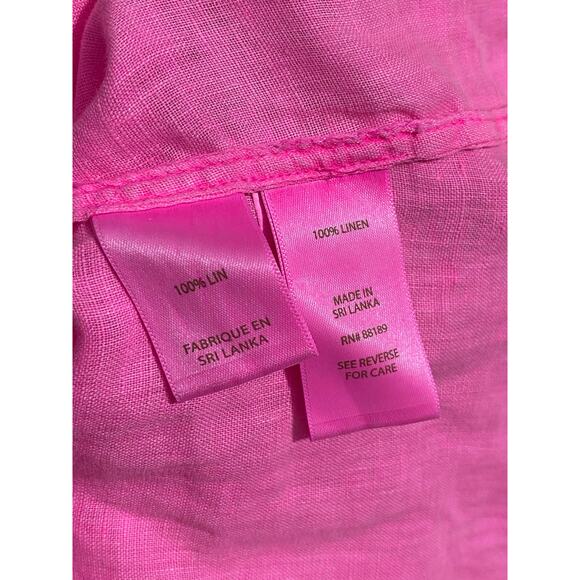 100% LIN
FABRIQUE EN
SRI LANKA
100% LINEN
MADE IN
SRI LANKA
RN# 88189
SEE REVERSE
FOR CARE